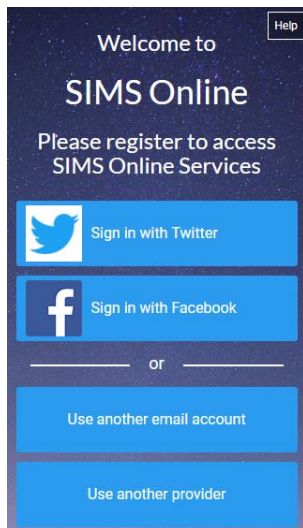 Help
Welcome to
SIMS Online
Please register to access
SIMS Online Services
Sign in with Twitter
Sign in with Facebook
or
Use another email account
Use another provider